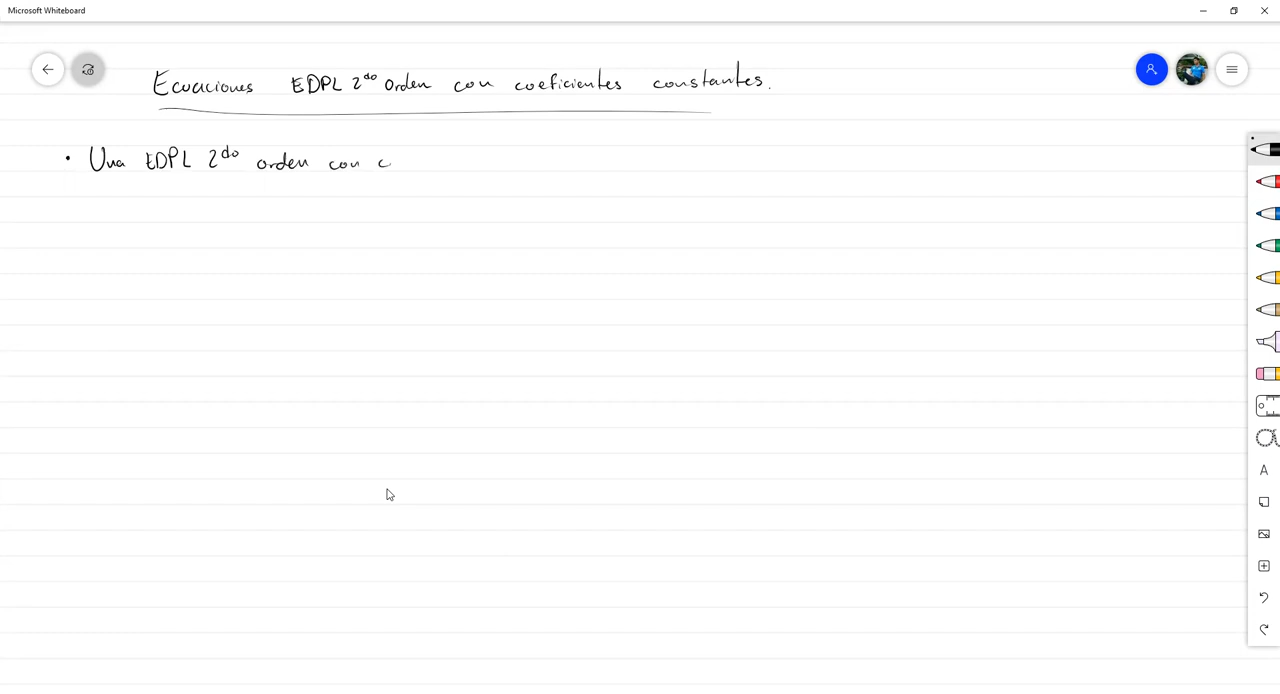 Microsoft Whiteboard
Ecuaciones EDPL 2do Orden con coeficientes constantes.
• Una EDPL 2do orden con c